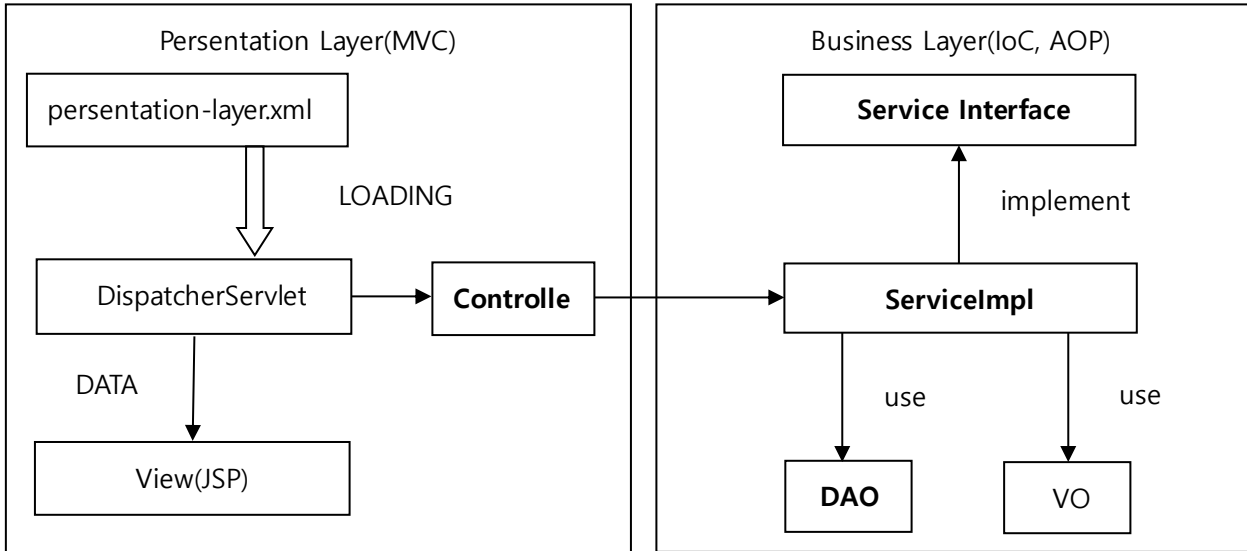 Persentation Layer(MVC)
persentation-layer.xml
LOADING
DispatcherServlet
Controlle
DATA
View(JSP)
Business Layer(IoC, AOP)
Service Interface
implement
ServiceImpl
use
use
DAO
VO